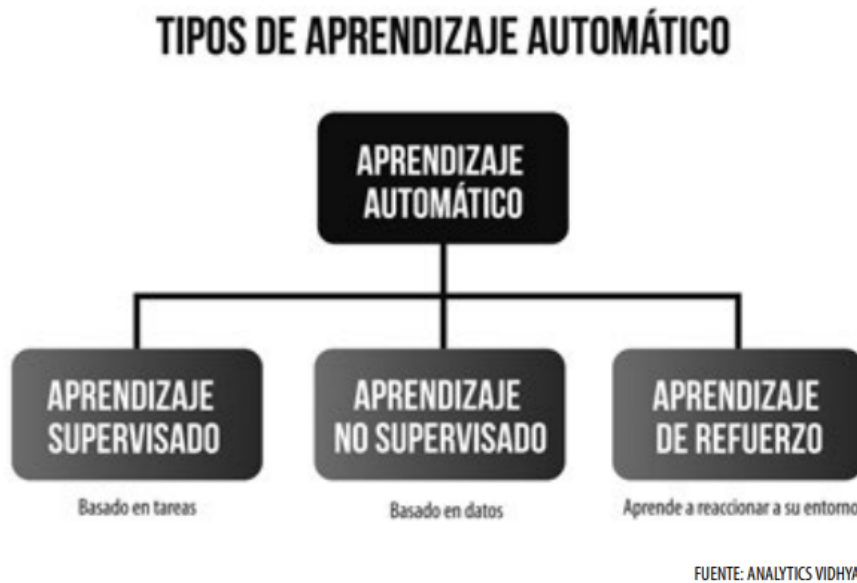 TIPOS DE APRENDIZAJE AUTOMÁTICO
APRENDIZAJE
AUTOMÁTICO
APRENDIZAJE
SUPERVISADO
Basado en tareas
APRENDIZAJE
NO SUPERVISADO
Basado en datos
APRENDIZAJE
DE REFUERZO
Aprende a reaccionar a su entorno
FUENTE: ANALYTICS VIDHYA